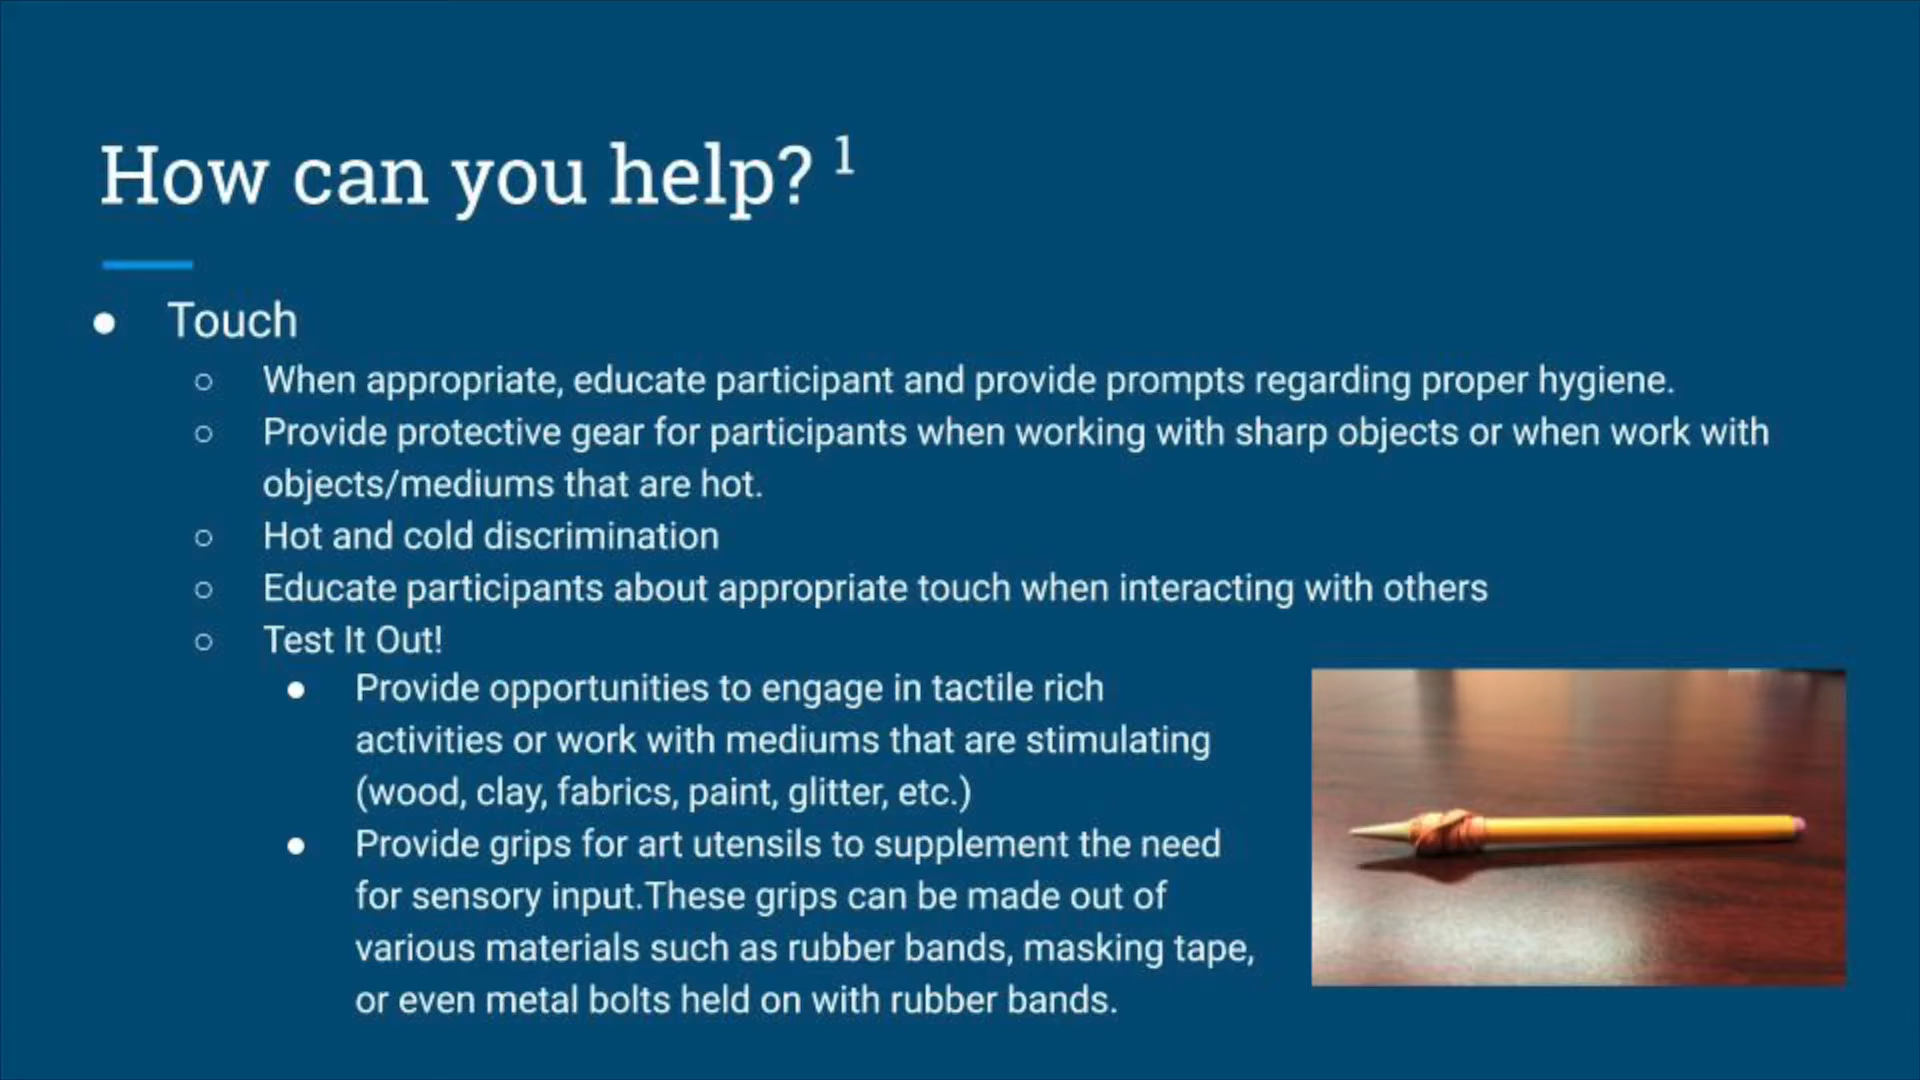 How can you help? 1
● Touch
○ When appropriate, educate participant and provide prompts regarding proper hygiene.
○ Provide protective gear for participants when working with sharp objects or when work with
objects/mediums that are hot.
○ Hot and cold discrimination
○ Educate participants about appropriate touch when interacting with others
○ Test It Out!
● Provide opportunities to engage in tactile rich
activities or work with mediums that are stimulating
(wood, clay, fabrics, paint, glitter, etc.)
● Provide grips for art utensils to supplement the need
for sensory input.These grips can be made out of
various materials such as rubber bands, masking tape,
or even metal bolts held on with rubber bands.